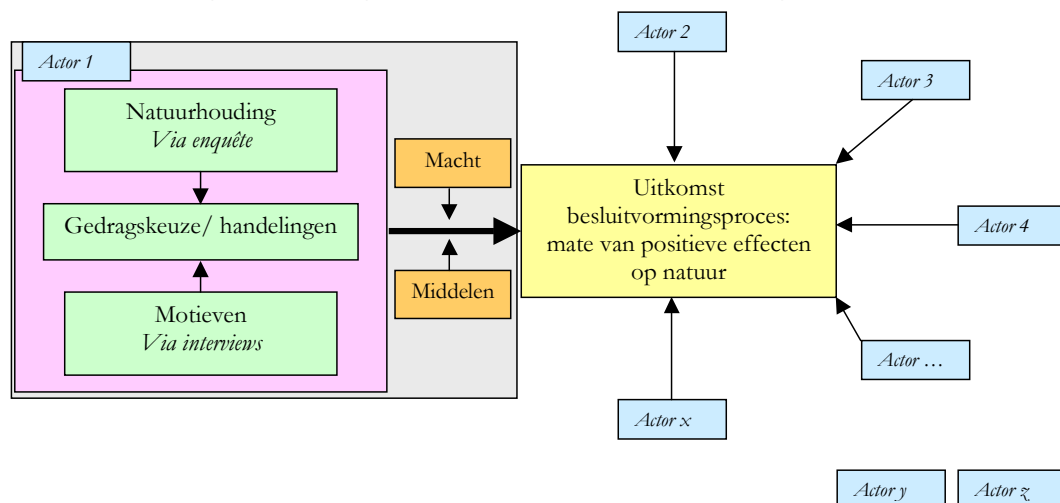 Actor 1
Natuurhouding
Via enquête
Gedragskeuze/ handelingen
Motieven
Via interviews
Macht
Middelen
Uitkomst
besluitvormingsproces:
mate van positieve effecten
op natuur
Actor 2
Actor 3
Actor 4
Actor …
Actor x
Actor y
Actor z